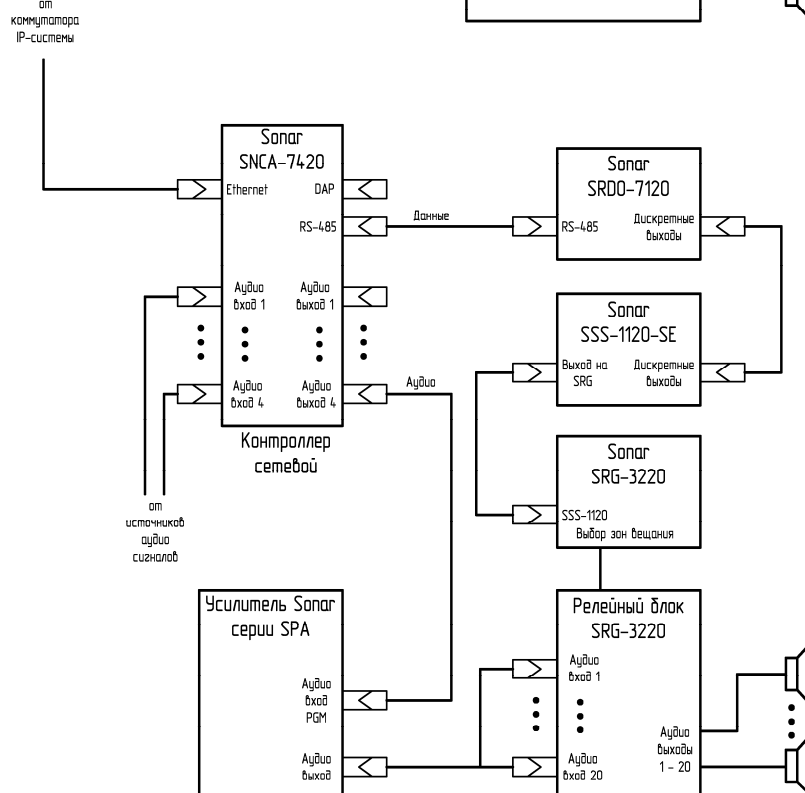 от
коммутатора
IP-системы
Sonar
SNCA-7420
Ethernet
DAP
RS-485
Аудио
вход 1
Аудио
выход 1
Аудио
вход 4
Аудио
выход 4
Контроллер
сетевой
от
источников
аудио
сигналов
Данные
Аудио
Sonar
SRDO-7120
RS-485
Дискретные
выходы
Sonar
SSS-1120-SE
Выход на
SRG
Дискретные
выходы
Sonar
SRG-3220
SSS-1120
Выбор зон вещания
Усилитель Sonar
серии SPA
Аудио
вход
PGM
Аудио
выход
Релейный блок
SRG-3220
Аудио
вход 1
Аудио
вход 20
Аудио
выходы
1 - 20